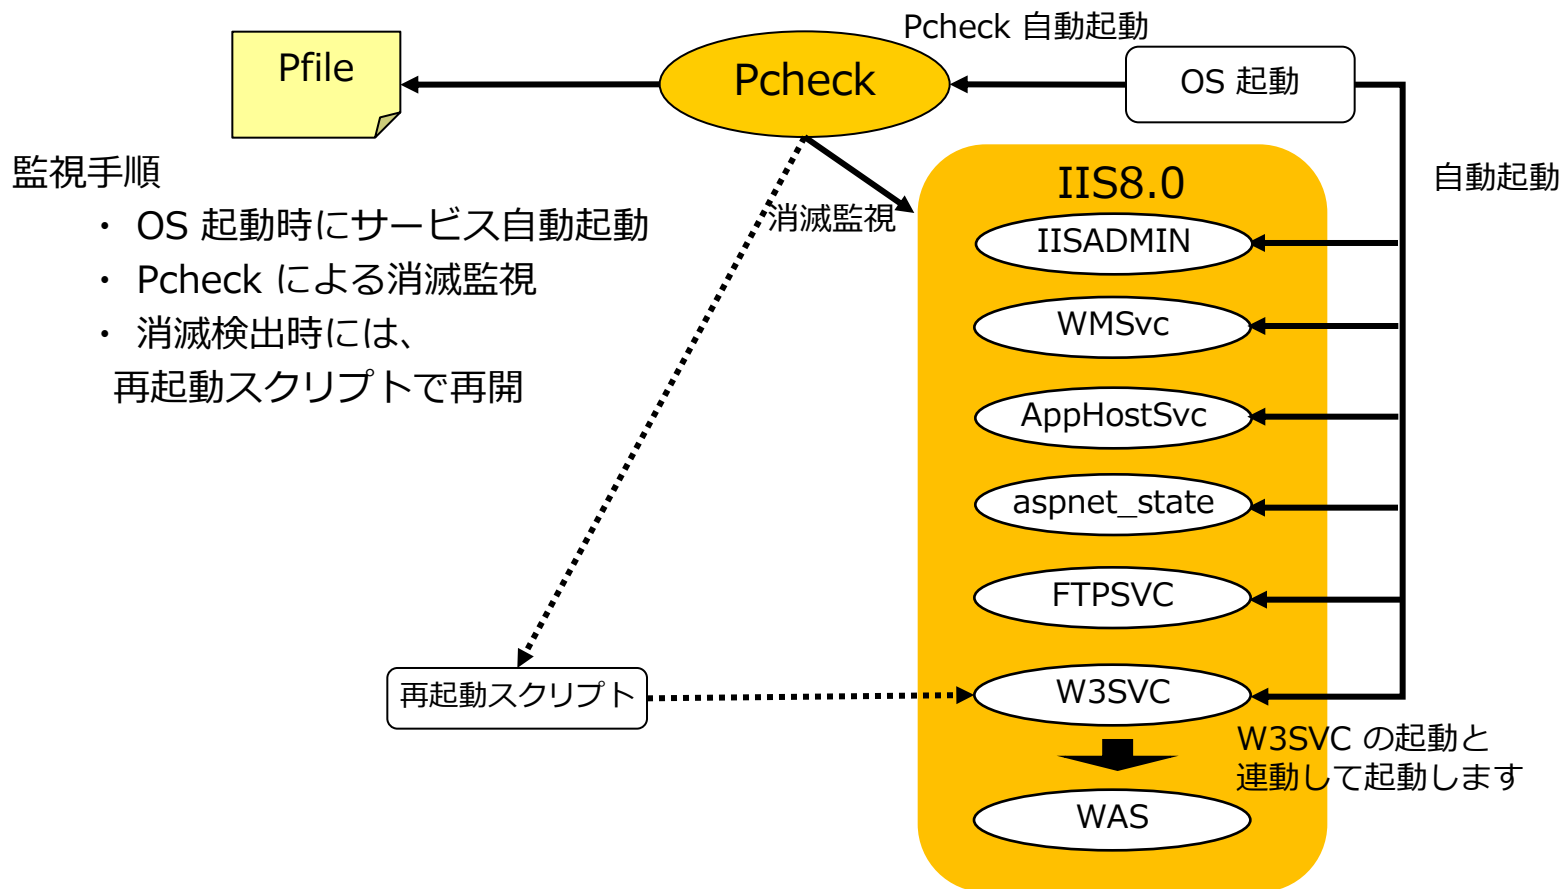 Pcheck 自動起動
Pfile
Pcheck
OS 起動
監視手順
・ OS 起動時にサービス自動起動
・ Pcheck による消滅監視
・ 消滅検出時には、
再起動スクリプトで再開
消滅監視
自動起動
IIS8.0
IISADMIN
WMSvc
AppHostSvc
aspnet_state
FTPSVC
再起動スクリプト
W3SVC
W3SVC の起動と
連動して起動します
WAS